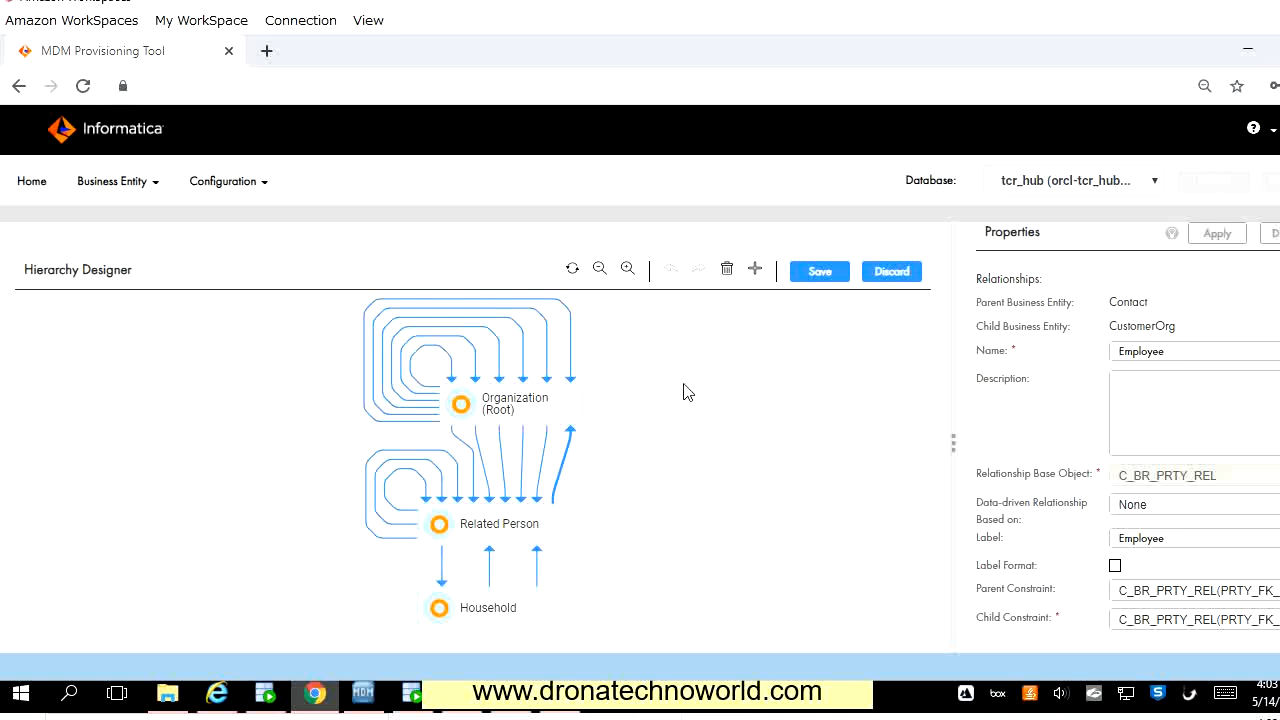 Amazon WorkSpaces My WorkSpace Connection View
MDM Provisioning Tool
Informatica
Home Business Entity Configuration Database: tcr_hub (orcl-tcr_hub...
Properties Apply
Hierarchy Designer Save Discard
Relationships:
Parent Business Entity: Contact
Child Business Entity: CustomerOrg
Name: * Employee
Description:
Organization
(Root)
Relationship Base Object: * C_BR_PRTY_REL
Data-driven Relationship
Based on: None
Label: Employee
Label Format:
Parent Constraint: C_BR_PRTY_REL(PRTY_FK_
Child Constraint: * C_BR_PRTY_REL(PRTY_FK_
Related Person
Household
MDM
www.dronatechnoworld.com
box
4:03
5/14/